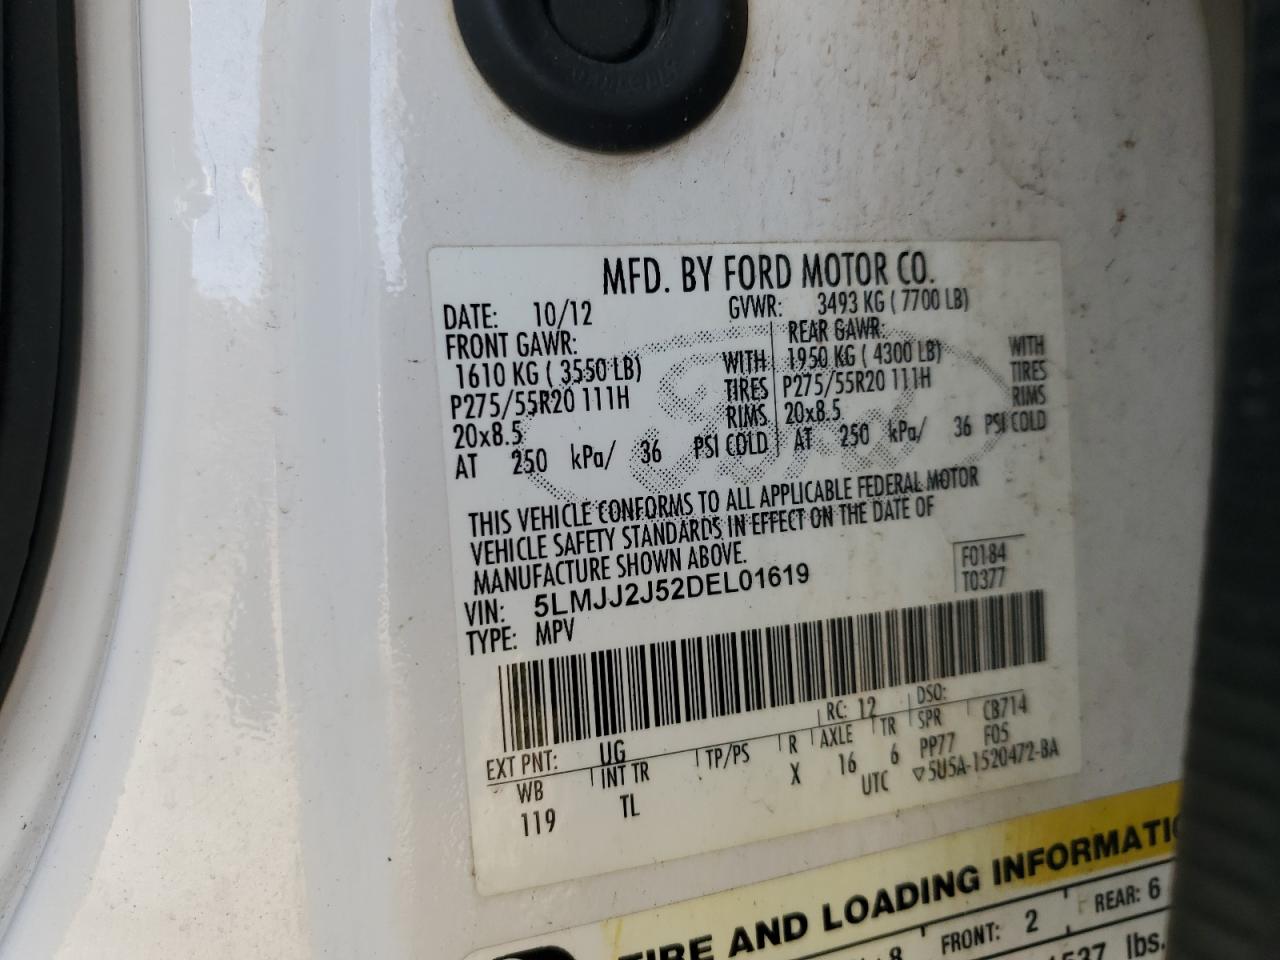 MFD. BY FORD MOTOR CO.
DATE: 10/12 GVWR: 3493 KG ( 7700 LB)
FRONT GAWR: REAR GAWR:
1610 KG ( 3550 LB) WITH 1950 KG ( 4300 LB) WITH
P275/55R20 111H TIRES P275/55R20 111H TIRES
20x8.5 RIMS 20x8.5 RIMS
AT 250 kPa/ 36 PSI COLD AT 250 kPa/ 36 PSI COLD
THIS VEHICLE CONFORMS TO ALL APPLICABLE FEDERAL MOTOR
VEHICLE SAFETY STANDARDS IN EFFECT ON THE DATE OF
MANUFACTURE SHOWN ABOVE.
F0184
VIN: 5LMJJ2J52DEL01619
T0377
TYPE: MPV
EXT PNT: UG RC: 12 DSO:
WB INT TR TP/PS R AXLE TR SPR CB714
119 TL X 16 6 PP77 F05
UTC ▽5U5A-1520472-BA
TIRE AND LOADING INFORMATIO
8 FRONT: 2 REAR: 6
1537 lbs.